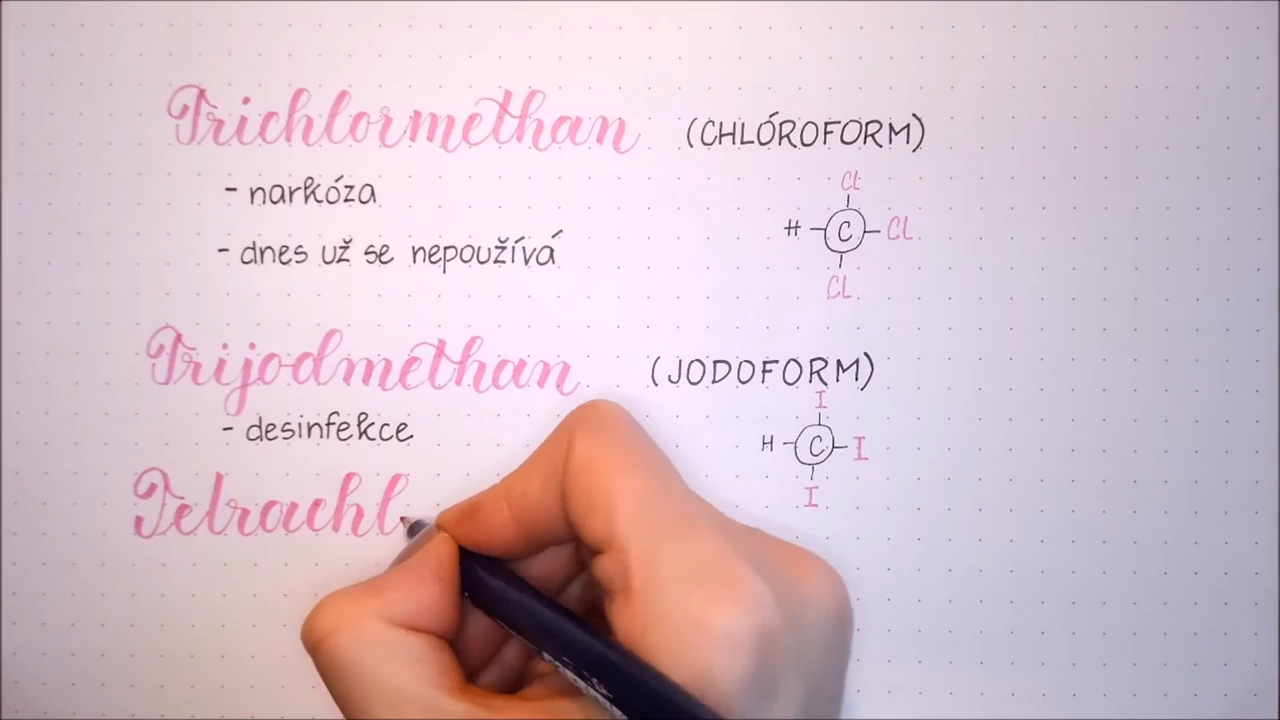 Trichlormethan (CHLÓROFORM)
- narkóza
- dnes už se nepoužívá
Cl
H C Cl
Cl
Trijodmethan (JODOFORM)
- desinfekce
I
H C I
I
Tetrachl